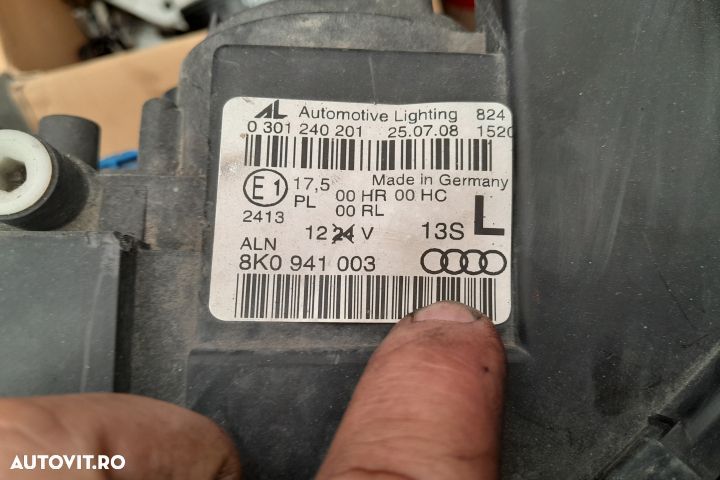 AL Automotive Lighting 824
0 301 240 201 25.07.08 1520
E1 17,5 Made in Germany
PL 00 HR 00 HC
2413 00 RL L
12 24 V 13S
ALN
8K0 941 003
AUTOVIT.RO